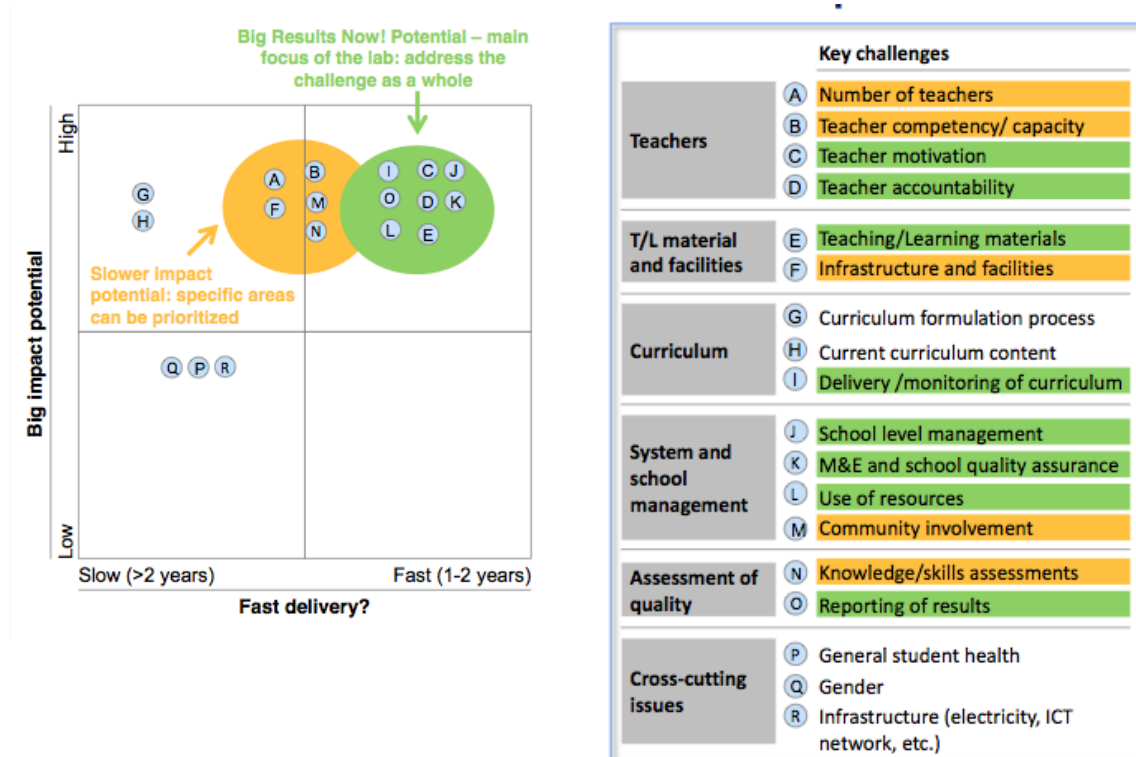 Big Results Now! Potential – main
focus of the lab: address the
challenge as a whole
High
Big impact potential
Low
G
H
A
F
B
M
N
I
C
J
O
D
K
L
E
Slower impact
potential: specific areas
can be prioritized
Q
P
R
Slow (>2 years)
Fast (1-2 years)
Fast delivery?
Key challenges
Teachers
A Number of teachers
B Teacher competency/ capacity
C Teacher motivation
D Teacher accountability
T/L material
and facilities
E Teaching/Learning materials
F Infrastructure and facilities
Curriculum
G Curriculum formulation process
H Current curriculum content
I Delivery /monitoring of curriculum
System and
school
management
J School level management
K M&E and school quality assurance
L Use of resources
M Community involvement
Assessment of
quality
N Knowledge/skills assessments
O Reporting of results
Cross-cutting
issues
P General student health
Q Gender
R Infrastructure (electricity, ICT
network, etc.)